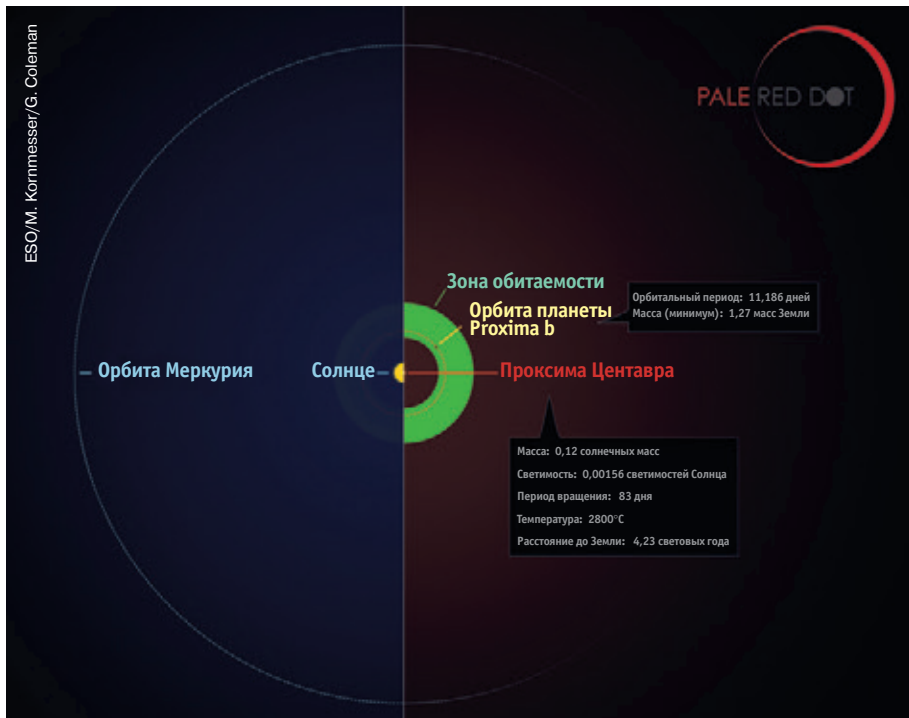 ESO/M. Kornmesser/G. Coleman
PALE RED DOT
Зона обитаемости
Орбита планеты
Proxima b
Орбитальный период: 11,186 дней
Масса (минимум): 1,27 масс Земли
Орбита Меркурия
Солнце
Проксима Центавра
Масса: 0,12 солнечных масс
Светимость: 0,00156 светимостей Солнца
Период вращения: 83 дня
Температура: 2800°C
Расстояние до Земли: 4,23 световых года